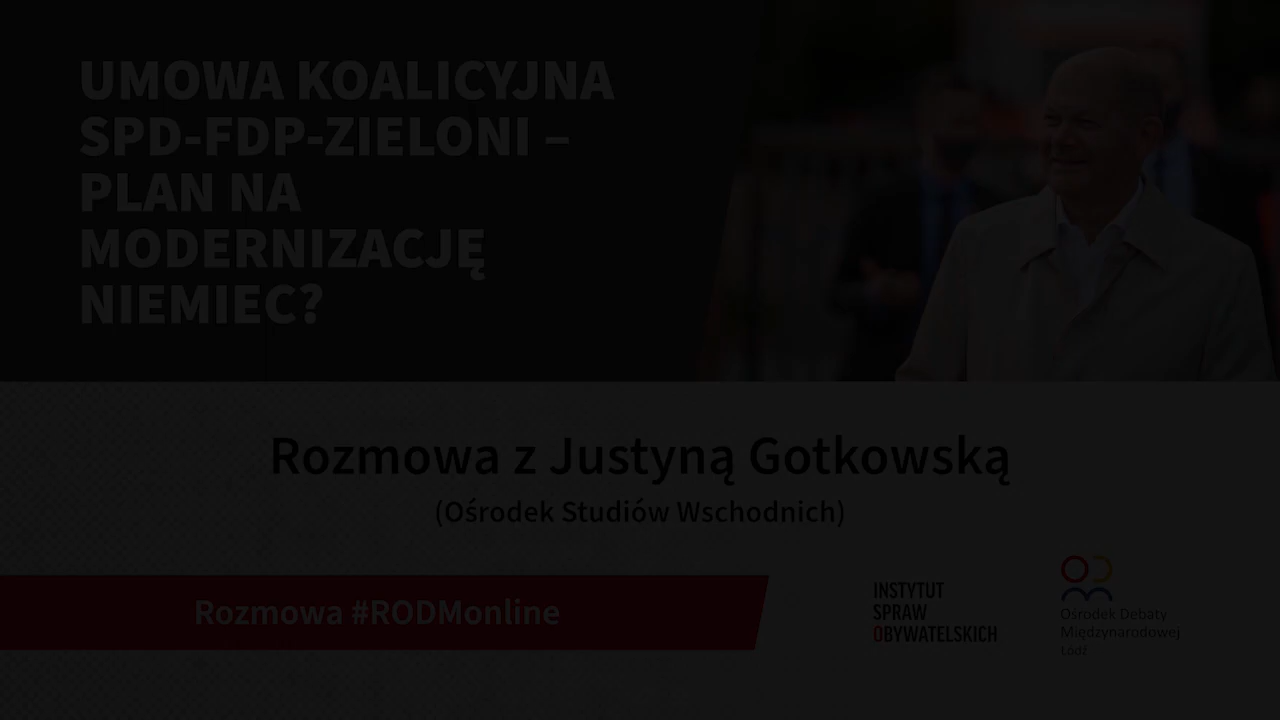 UMOWA KOALICYJNA
SPD-FDP-ZIELONI –
PLAN NA
MODERNIZACJĘ
NIEMIEC?
Rozmowa z Justyną Gotkowską
(Ośrodek Studiów Wschodnich)
Rozmowa #RODMonline
INSTYTUT
SPRAW
OBYWATELSKICH
Ośrodek Debaty
Międzynarodowej
Łódź